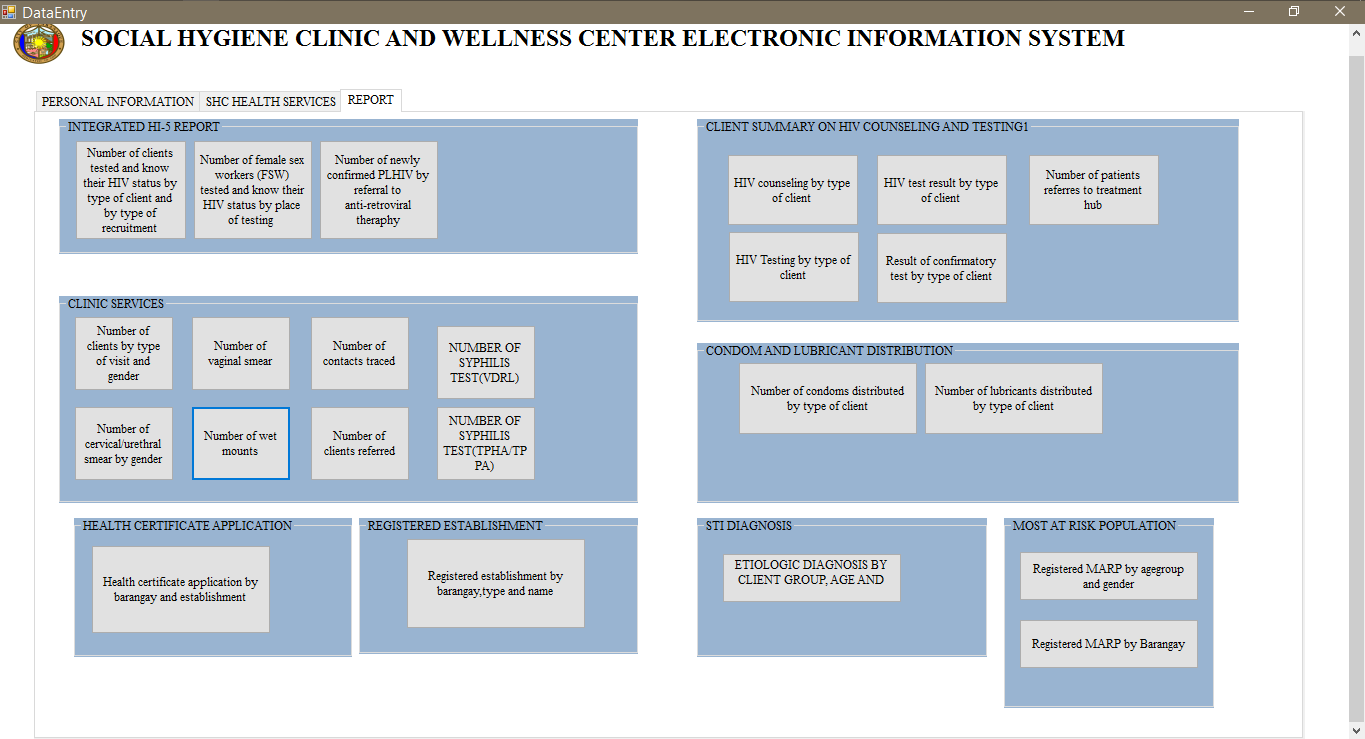 DataEntry
SOCIAL HYGIENE CLINIC AND WELLNESS CENTER ELECTRONIC INFORMATION SYSTEM
PERSONAL INFORMATION
SHC HEALTH SERVICES
REPORT
INTEGRATED HI-5 REPORT
Number of clients
tested and know
their HIV status by
type of client and
by type of
recruitment
Number of female sex
workers (FSW)
tested and know their
HIV status by place
of testing
Number of newly
confirmed PLHIV by
referral to
anti-retroviral
theraphy
CLIENT SUMMARY ON HIV COUNSELING AND TESTING1
HIV counseling by type
of client
HIV test result by type
of client
Number of patients
referres to treatment
hub
HIV Testing by type of
client
Result of confirmatory
test by type of client
CLINIC SERVICES
Number of
clients by type
of visit and
gender
Number of
vaginal smear
Number of
contacts traced
NUMBER OF
SYPHILIS
TEST(VDRL)
Number of
cervical/urethral
smear by gender
Number of wet
mounts
Number of
clients referred
NUMBER OF
SYPHILIS
TEST(TPHA/TP
PA)
CONDOM AND LUBRICANT DISTRIBUTION
Number of condoms distributed
by type of client
Number of lubricants distributed
by type of client
HEALTH CERTIFICATE APPLICATION
Health certificate application by
barangay and establishment
REGISTERED ESTABLISHMENT
Registered establishment by
barangay,type and name
STI DIAGNOSIS
ETIOLOGIC DIAGNOSIS BY
CLIENT GROUP, AGE AND
MOST AT RISK POPULATION
Registered MARP by agegroup
and gender
Registered MARP by Barangay